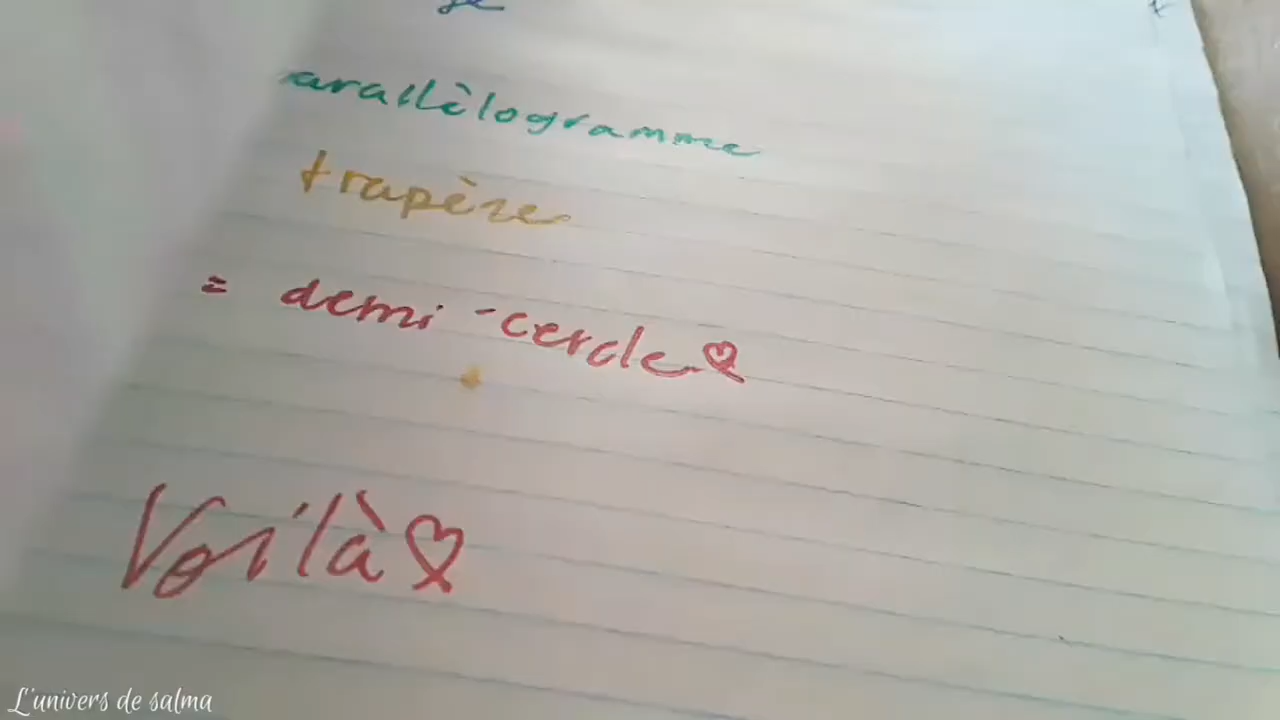 arallèlogramme
trapèze
= demi-cercle
Voilà
L'univers de salma